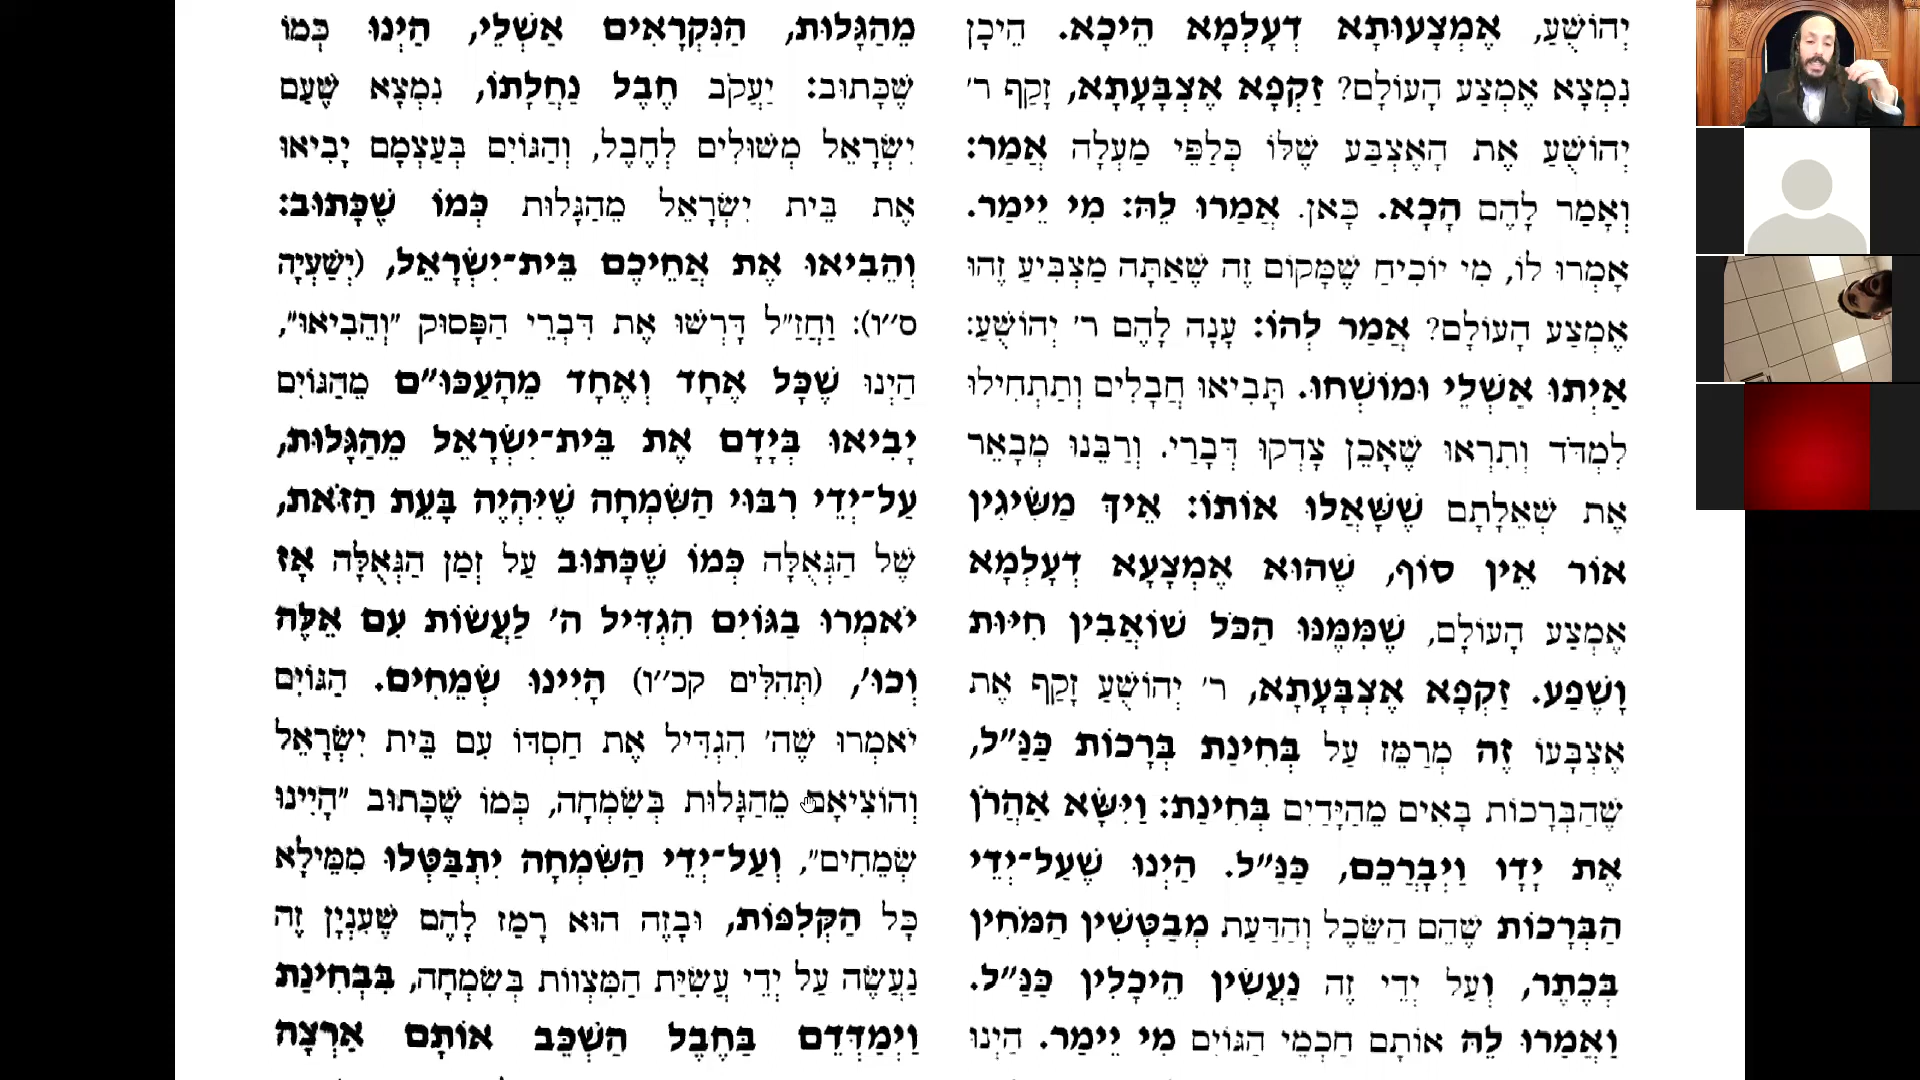 יְהוֹשֻׁעַ, אֶמְצָעוּתָא דְעָלְמָא הֵיכָא. הֵיכָן
נִמְצָא אֶמְצַע הָעוֹלָם? זַקְפָא אֶצְבָּעָתָא, זָקַף ר'
יְהוֹשֻׁעַ אֶת הָאֶצְבַּע שֶׁלּוֹ כְּלַפֵּי מַעְלָה אָמַר:
וְאָמַר לָהֶם הָכָא. כָּאן. אֲמַרוּ לֵהּ: מִי יֵימַר.
אָמְרוּ לוֹ, מִי יוֹכִיחַ שֶׁמָּקוֹם זֶה שֶׁאַתָּה מַצְבִּיעַ זֶהוּ
אֶמְצַע הָעוֹלָם? אֲמַר לְהוֹ: עָנָה לָהֶם ר' יְהוֹשֻׁעַ:
אַיְתוּ אַשְׁלֵי וּמוֹשְׁחוּ. תָּבִיאוּ חֲבָלִים וְתַתְחִילוּ
לִמְדֹּד וְתִרְאוּ שֶׁאָכֵן צָדְקוּ דְּבָרַי. וְרַבֵּנוּ מְבָאֵר
אֶת שְׁאֵלָתָם שֶׁשָּׁאֲלוּ אוֹתוֹ: אֵיךְ מַשִּׂיגִין
אוֹר אֵין סוֹף, שֶׁהוּא אֶמְצָעָא דְעָלְמָא
אֶמְצַע הָעוֹלָם, שֶׁמִּמֶּנּוּ הַכֹּל שׁוֹאֲבִין חִיּוּת
וָשֶׁפַע. זַקְפָא אֶצְבָּעָתָא, ר' יְהוֹשֻׁעַ זָקַף אֶת
אֶצְבָּעוֹ זֶה מְרַמֵּז עַל בְּחִינַת בְּרָכוֹת כַּנַּ"ל,
שֶׁהַבְּרָכוֹת בָּאִים מֵהַיָּדַיִם בְּחִינַת: וַיִּשָּׂא אַהֲרֹן
אֶת יָדָו וַיְבָרֲכֵם, כַּנַּ"ל. הַיְנוּ שֶׁעַל־יְדֵי
הַבְּרָכוֹת שֶׁהֵם הַשֵּׂכֶל וְהַדַּעַת מְבַטְּשִׁין הַמֹּחִין
בְּכֶתֶר, וְעַל יְדֵי זֶה נַעֲשִׂין הֵיכָלִין כַּנַּ"ל.
וַאֲמַרוּ לֵהּ אוֹתָם חַכְמֵי הַגּוֹיִם מִי יֵימַר. הַיְנוּ
מֵהַגָּלוּת, הַנִּקְרָאִים אַשְׁלֵי, הַיְנוּ כְּמוֹ
שֶׁכָּתוּב: יַעֲקֹב חֶבֶל נַחֲלָתוֹ, נִמְצָא שֶׁעַם
יִשְׂרָאֵל מְשׁוּלִים לְחֶבֶל, וְהַגּוֹיִם בְּעַצְמָם יָבִיאוּ
אֶת בֵּית יִשְׂרָאֵל מֵהַגָּלוּת כְּמוֹ שֶׁכָּתוּב:
וְהֵבִיאוּ אֶת אֲחֵיכֶם בֵּית־יִשְׂרָאֵל, (יְשַׁעְיָה
ס"ו): וַחֲזַ"ל דָּרְשׁוּ אֶת דִּבְרֵי הַפָּסוּק "וְהֵבִיאוּ",
הַיְנוּ שֶׁכָּל אֶחָד וְאֶחָד מֵהָעַכּוּ"ם מֵהַגּוֹיִם
יָבִיאוּ בְּיָדָם אֶת בֵּית־יִשְׂרָאֵל מֵהַגָּלוּת,
עַל־יְדֵי רִבּוּי הַשִּׂמְחָה שֶׁיִּהְיֶה בָּעֵת הַזֹּאת,
שֶׁל הַגְּאֻלָּה כְּמוֹ שֶׁכָּתוּב עַל זְמַן הַגְּאֻלָּה אָז
יֹאמְרוּ בַגּוֹיִם הִגְדִּיל ה' לַעֲשׂוֹת עִם אֵלֶּה
וְכוּ', (תְּהִלִּים קכ"ו) הָיִינוּ שְׂמֵחִים. הַגּוֹיִם
יֹאמְרוּ שֶׁה' הִגְדִּיל אֶת חַסְדּוֹ עִם בֵּית יִשְׂרָאֵל
וְהוֹצִיאָם מֵהַגָּלוּת בְּשִׂמְחָה, כְּמוֹ שֶׁכָּתוּב "הָיִינוּ
שְׂמֵחִים", וְעַל־יְדֵי הַשִּׂמְחָה יִתְבַּטְּלוּ מִמֵּילָא
כָּל הַקְּלִפּוֹת, וּבָזֶה הוּא רָמַז לָהֶם שֶׁעִנְיָן זֶה
נַעֲשֶׂה עַל יְדֵי עֲשִׂיַּת הַמִּצְווֹת בְּשִׂמְחָה, בִּבְחִינַת
וַיְמַדְּדֵם בַּחֶבֶל הַשְׁכֵּב אוֹתָם אַרְצָה